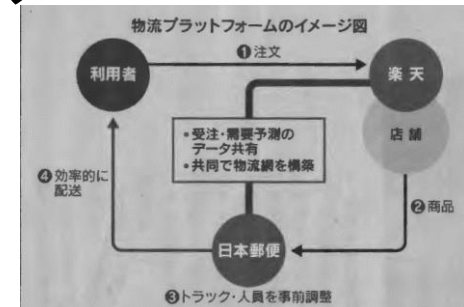 物流プラットフォームのイメージ図
❶注文
利用者
楽天
店舗
・受注・需要予測の
データ共有
・共同で物流網を構築
❹効率的に
配送
❷商品
日本郵便
❸トラック・人員を事前調整